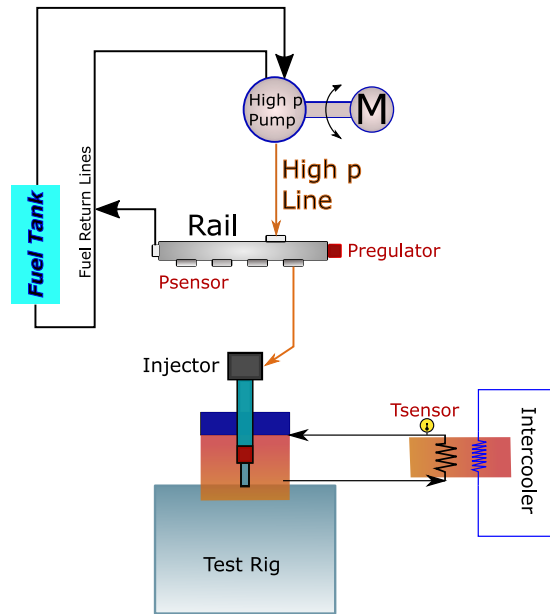 High p
Pump
M
High p
Line
Fuel Return Lines
Fuel Tank
Rail
Pregulator
Psensor
Injector
Tsensor
Intercooler
Test Rig